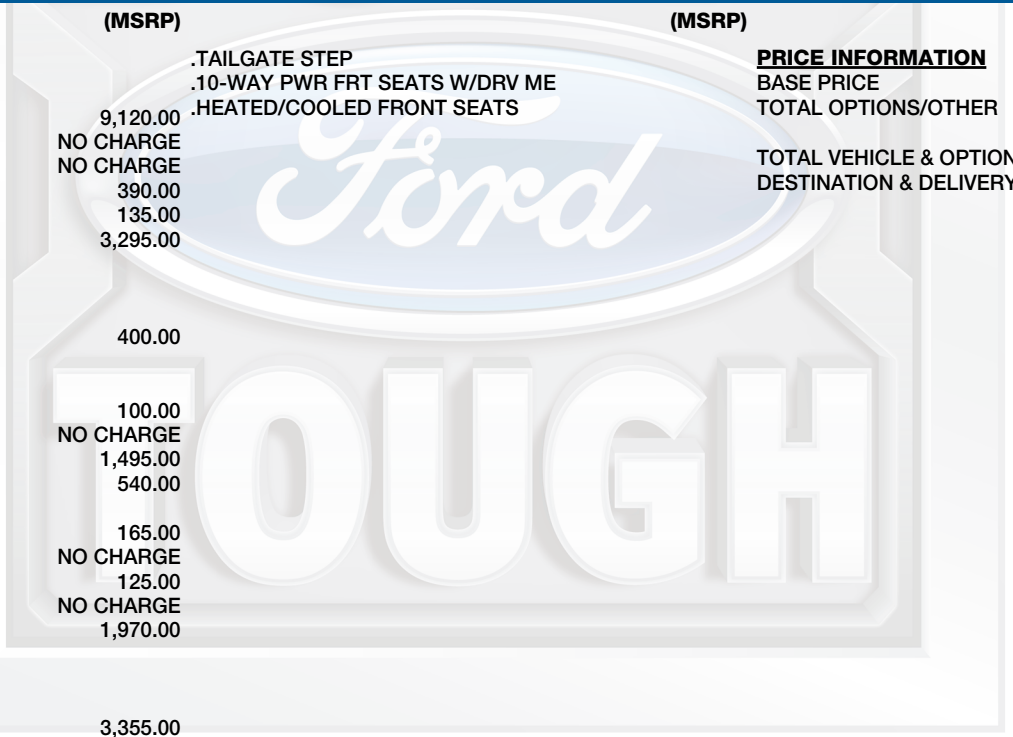 (MSRP)
9,120.00
NO CHARGE
NO CHARGE
390.00
135.00
3,295.00
400.00
100.00
NO CHARGE
1,495.00
540.00
165.00
NO CHARGE
125.00
NO CHARGE
1,970.00
3,355.00
.TAILGATE STEP
.10-WAY PWR FRT SEATS W/DRV ME
.HEATED/COOLED FRONT SEATS
(MSRP)
PRICE INFORMATION
BASE PRICE
TOTAL OPTIONS/OTHER
TOTAL VEHICLE & OPTION
DESTINATION & DELIVERY
Ford
TOUGH